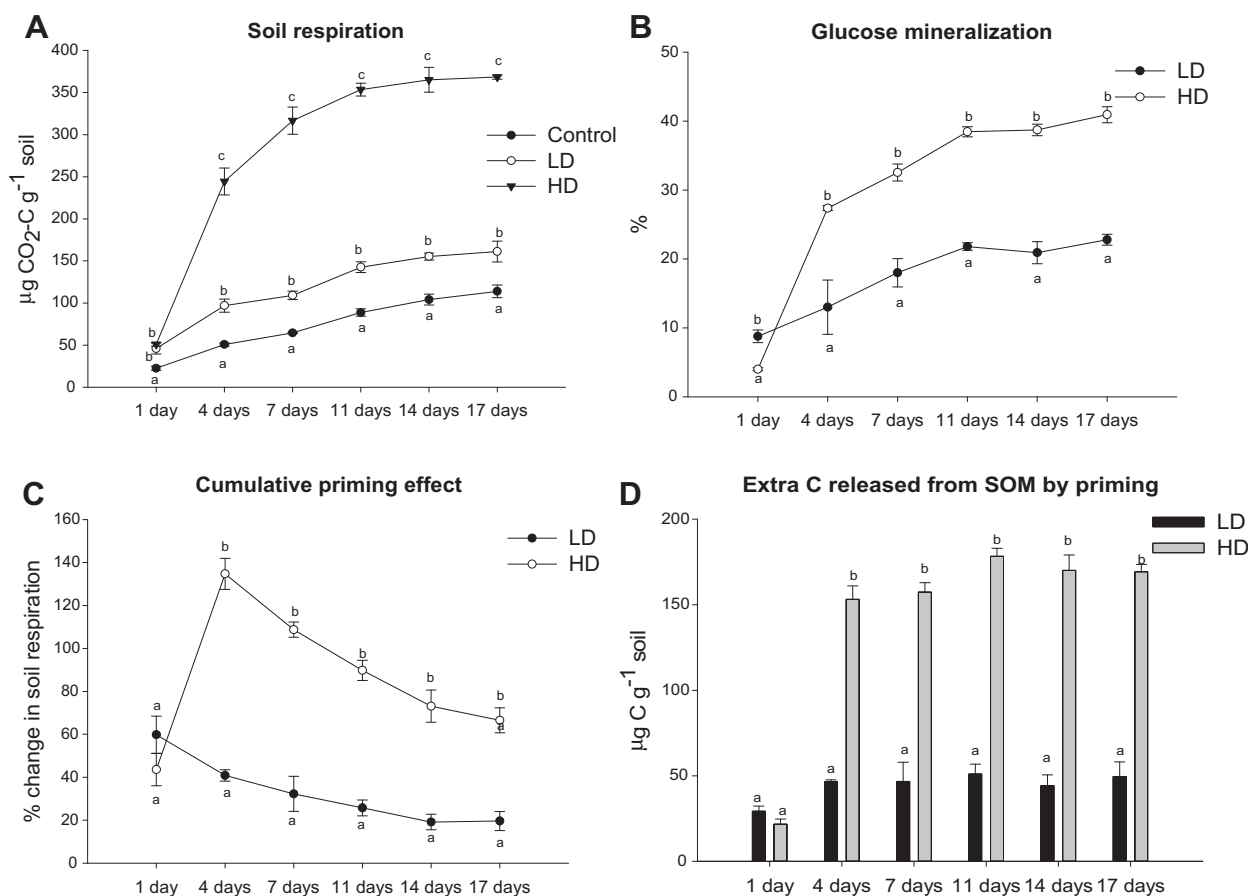 A
Soil respiration
400
350
300
250
200
150
100
50
0
µg CO₂-C g⁻¹ soil
c
c
c
c
c
b
b
b
b
b
b
b
a
a
a
a
a
a
Control
LD
HD
1 day 4 days 7 days 11 days 14 days 17 days
B
Glucose mineralization
50
40
30
20
10
0
%
b
b
b
b
b
b
a
a
a
a
a
a
LD
HD
1 day 4 days 7 days 11 days 14 days 17 days
C
Cumulative priming effect
160
140
120
100
80
60
40
20
0
% change in soil respiration
a
b
b
b
b
b
a
a
a
a
a
a
LD
HD
1 day 4 days 7 days 11 days 14 days 17 days
D
Extra C released from SOM by priming
200
150
100
50
0
µg C g⁻¹ soil
a
a
a
b
a
b
a
b
a
b
a
b
LD
HD
1 day 4 days 7 days 11 days 14 days 17 days